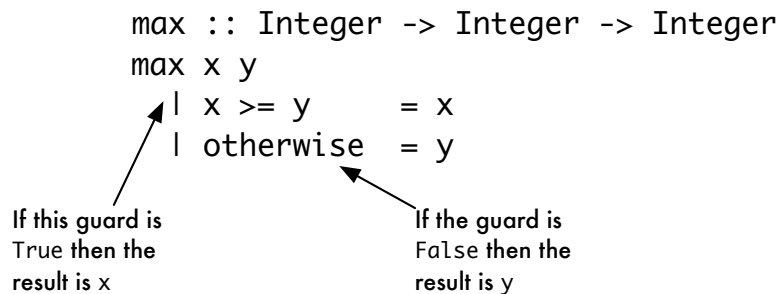 max :: Integer -> Integer -> Integer
max x y
| x >= y = x
| otherwise = y
If this guard is
True then the
result is x
If the guard is
False then the
result is y